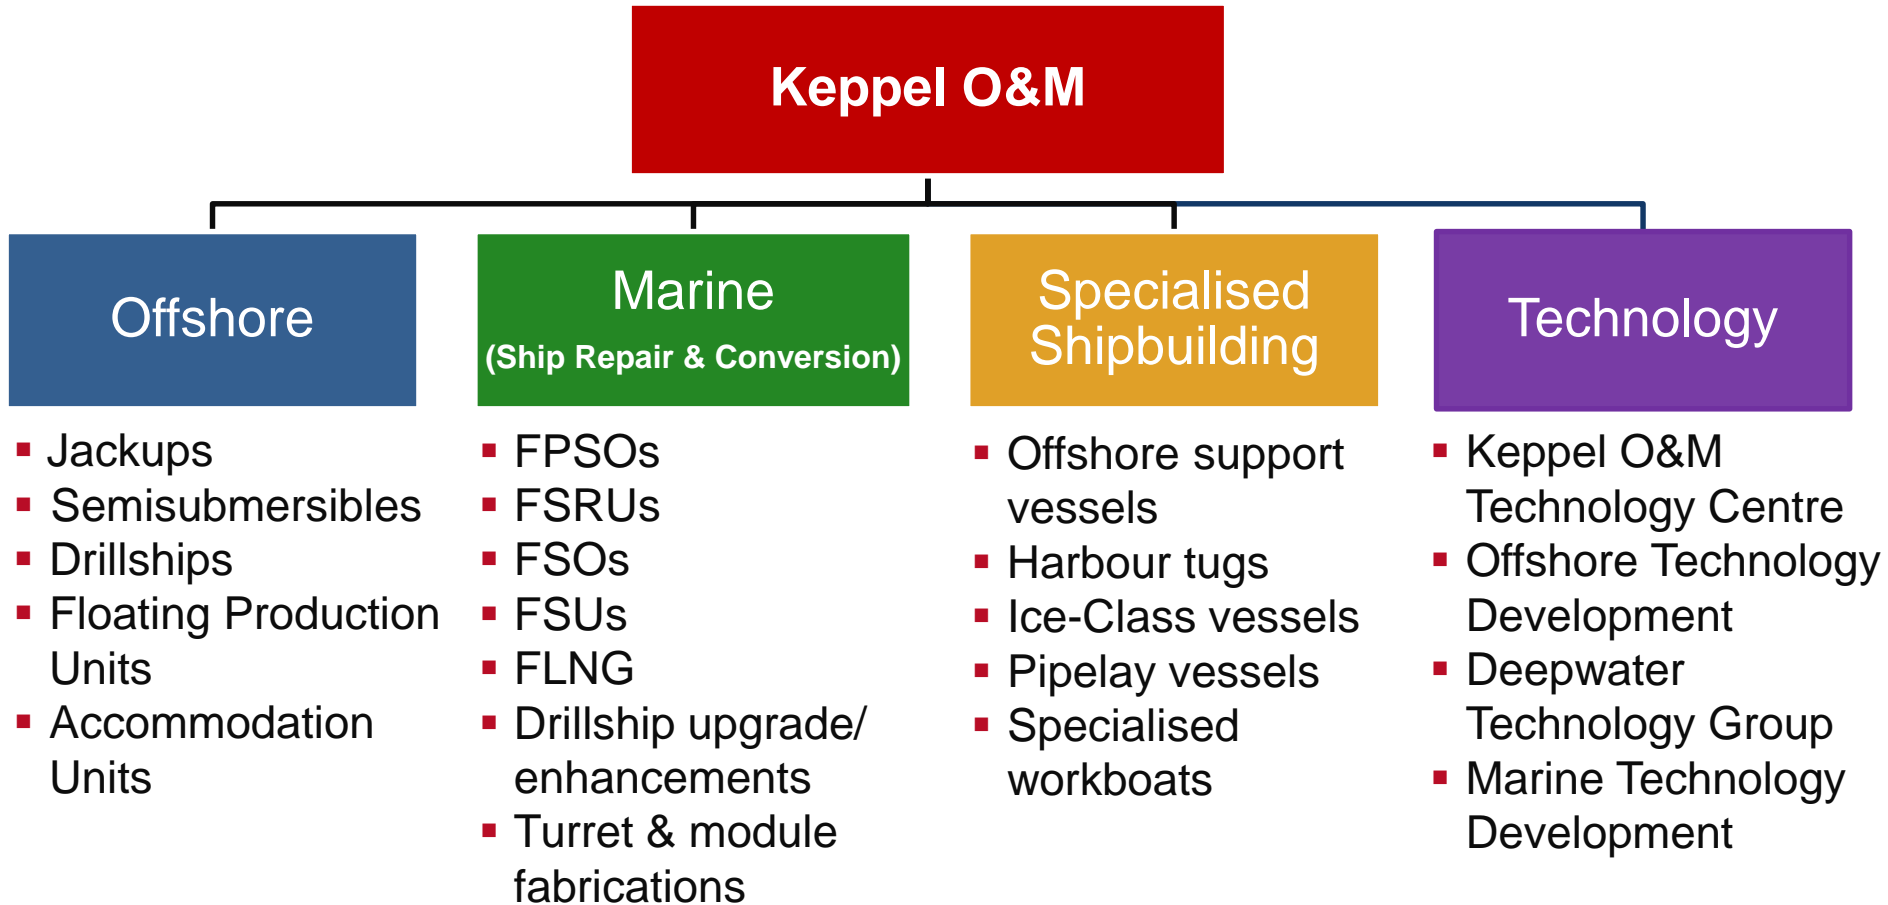 Keppel O&M
Offshore
▪ Jackups
▪ Semisubmersibles
▪ Drillships
▪ Floating Production
Units
▪ Accommodation
Units
Marine
(Ship Repair & Conversion)
▪ FPSOs
▪ FSRUs
▪ FSOs
▪ FSUs
▪ FLNG
▪ Drillship upgrade/
enhancements
▪ Turret & module
fabrications
Specialised
Shipbuilding
▪ Offshore support
vessels
▪ Harbour tugs
▪ Ice-Class vessels
▪ Pipelay vessels
▪ Specialised
workboats
Technology
▪ Keppel O&M
Technology Centre
▪ Offshore Technology
Development
▪ Deepwater
Technology Group
▪ Marine Technology
Development